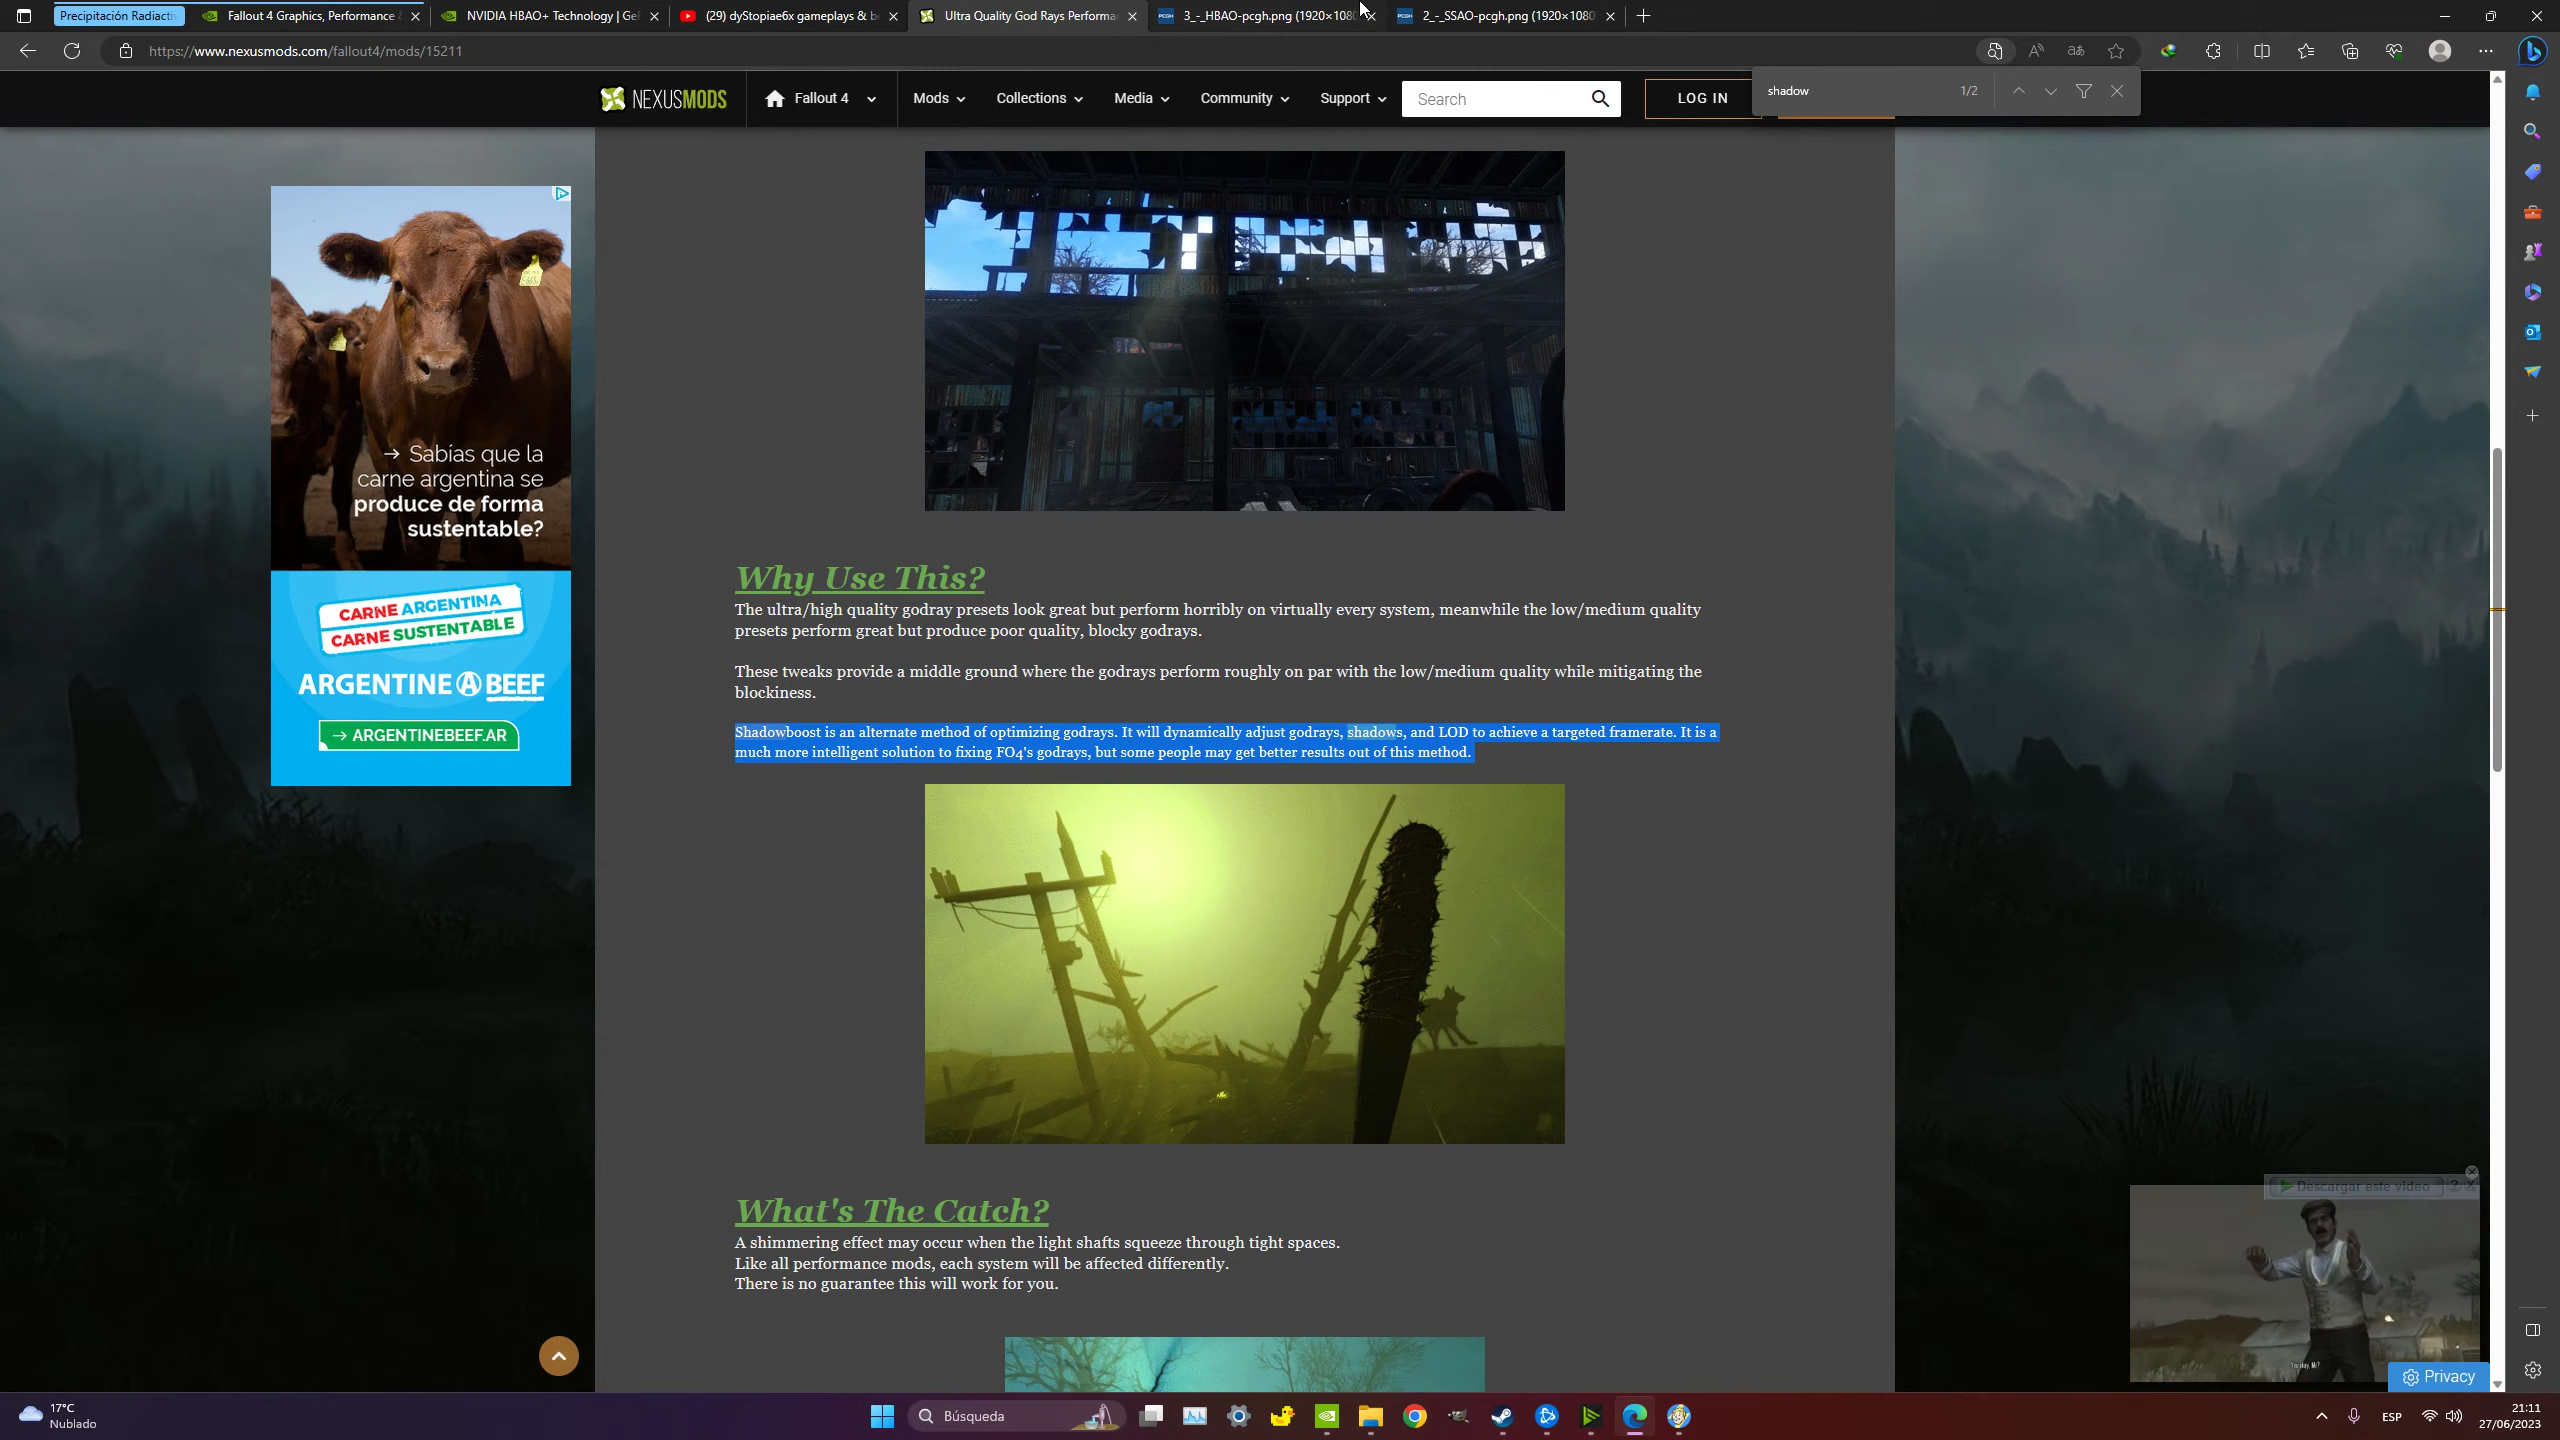 Precipitación Radiacti
Fallout 4 Graphics, Performance
NVIDIA HBAO+ Technology | Ge
(29) dyStopiae6x gameplays & b
Ultra Quality God Rays Performa
3_-_HBAO-pcgh.png (1920×1080
2_-_SSAO-pcgh.png (1920×1080
https://www.nexusmods.com/fallout4/mods/15211
shadow
1/2
NEXUSMODS
Fallout 4
Mods
Collections
Media
Community
Support
Search
LOG IN
→ Sabías que la
carne argentina se
produce de forma
sustentable?
CARNE ARGENTINA
CARNE SUSTENTABLE
ARGENTINE A BEEF
→ ARGENTINEBEEF.AR
Why Use This?
The ultra/high quality godray presets look great but perform horribly on virtually every system, meanwhile the low/medium quality
presets perform great but produce poor quality, blocky godrays.
These tweaks provide a middle ground where the godrays perform roughly on par with the low/medium quality while mitigating the
blockiness.
Shadowboost is an alternate method of optimizing godrays. It will dynamically adjust godrays, shadows, and LOD to achieve a targeted framerate. It is a
much more intelligent solution to fixing FO4's godrays, but some people may get better results out of this method.
What's The Catch?
A shimmering effect may occur when the light shafts squeeze through tight spaces.
Like all performance mods, each system will be affected differently.
There is no guarantee this will work for you.
Descargar este video
Privacy
17°C
Nublado
Búsqueda
ESP
21:11
27/06/2023